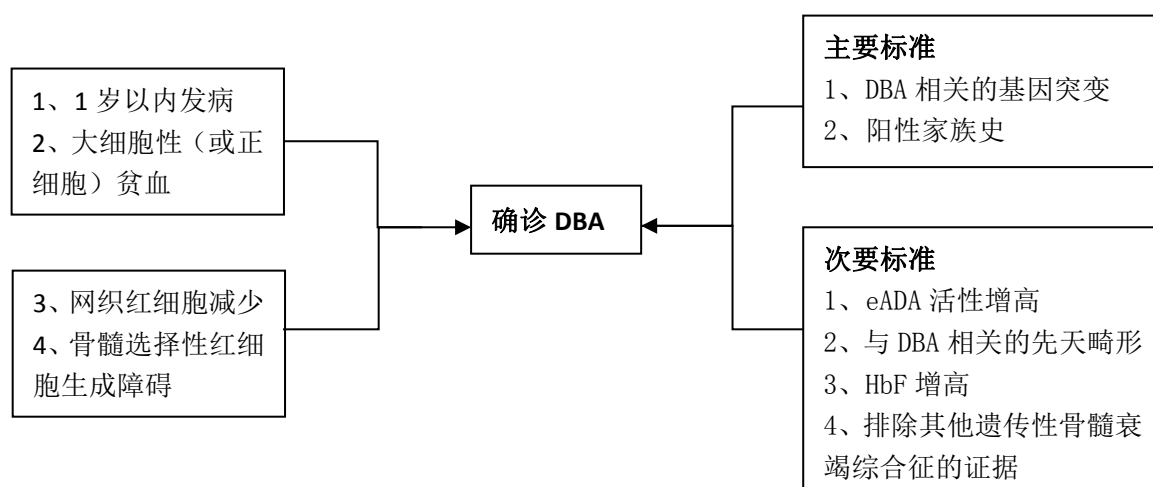 1、1 岁以内发病
2、大细胞性（或正
细胞）贫血
3、网织红细胞减少
4、骨髓选择性红细
胞生成障碍
确诊 DBA
主要标准
1、DBA 相关的基因突变
2、阳性家族史
次要标准
1、eADA 活性增高
2、与 DBA 相关的先天畸形
3、HbF 增高
4、排除其他遗传性骨髓衰
竭综合征的证据